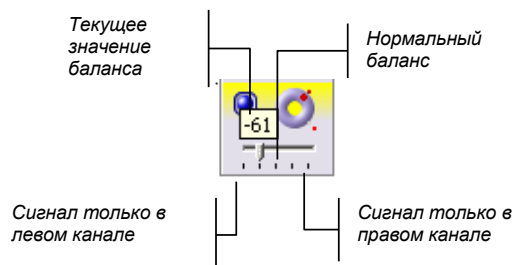 Текущее
значение
баланса
Нормальный
баланс
-61
Сигнал только в
левом канале
Сигнал только в
правом канале